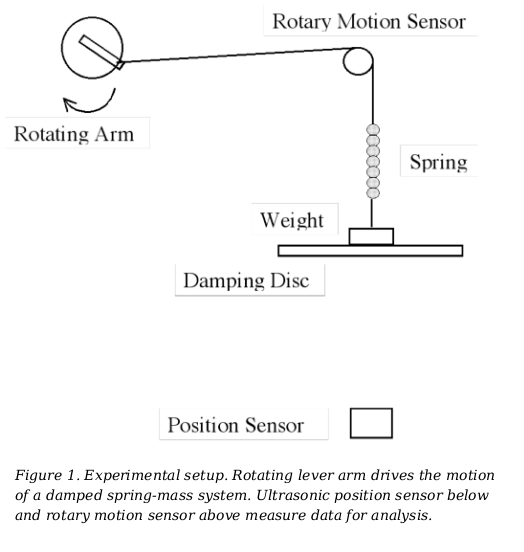 Rotary Motion Sensor
Rotating Arm
Spring
Weight
Damping Disc
Position Sensor
Figure 1. Experimental setup. Rotating lever arm drives the motion
of a damped spring-mass system. Ultrasonic position sensor below
and rotary motion sensor above measure data for analysis.